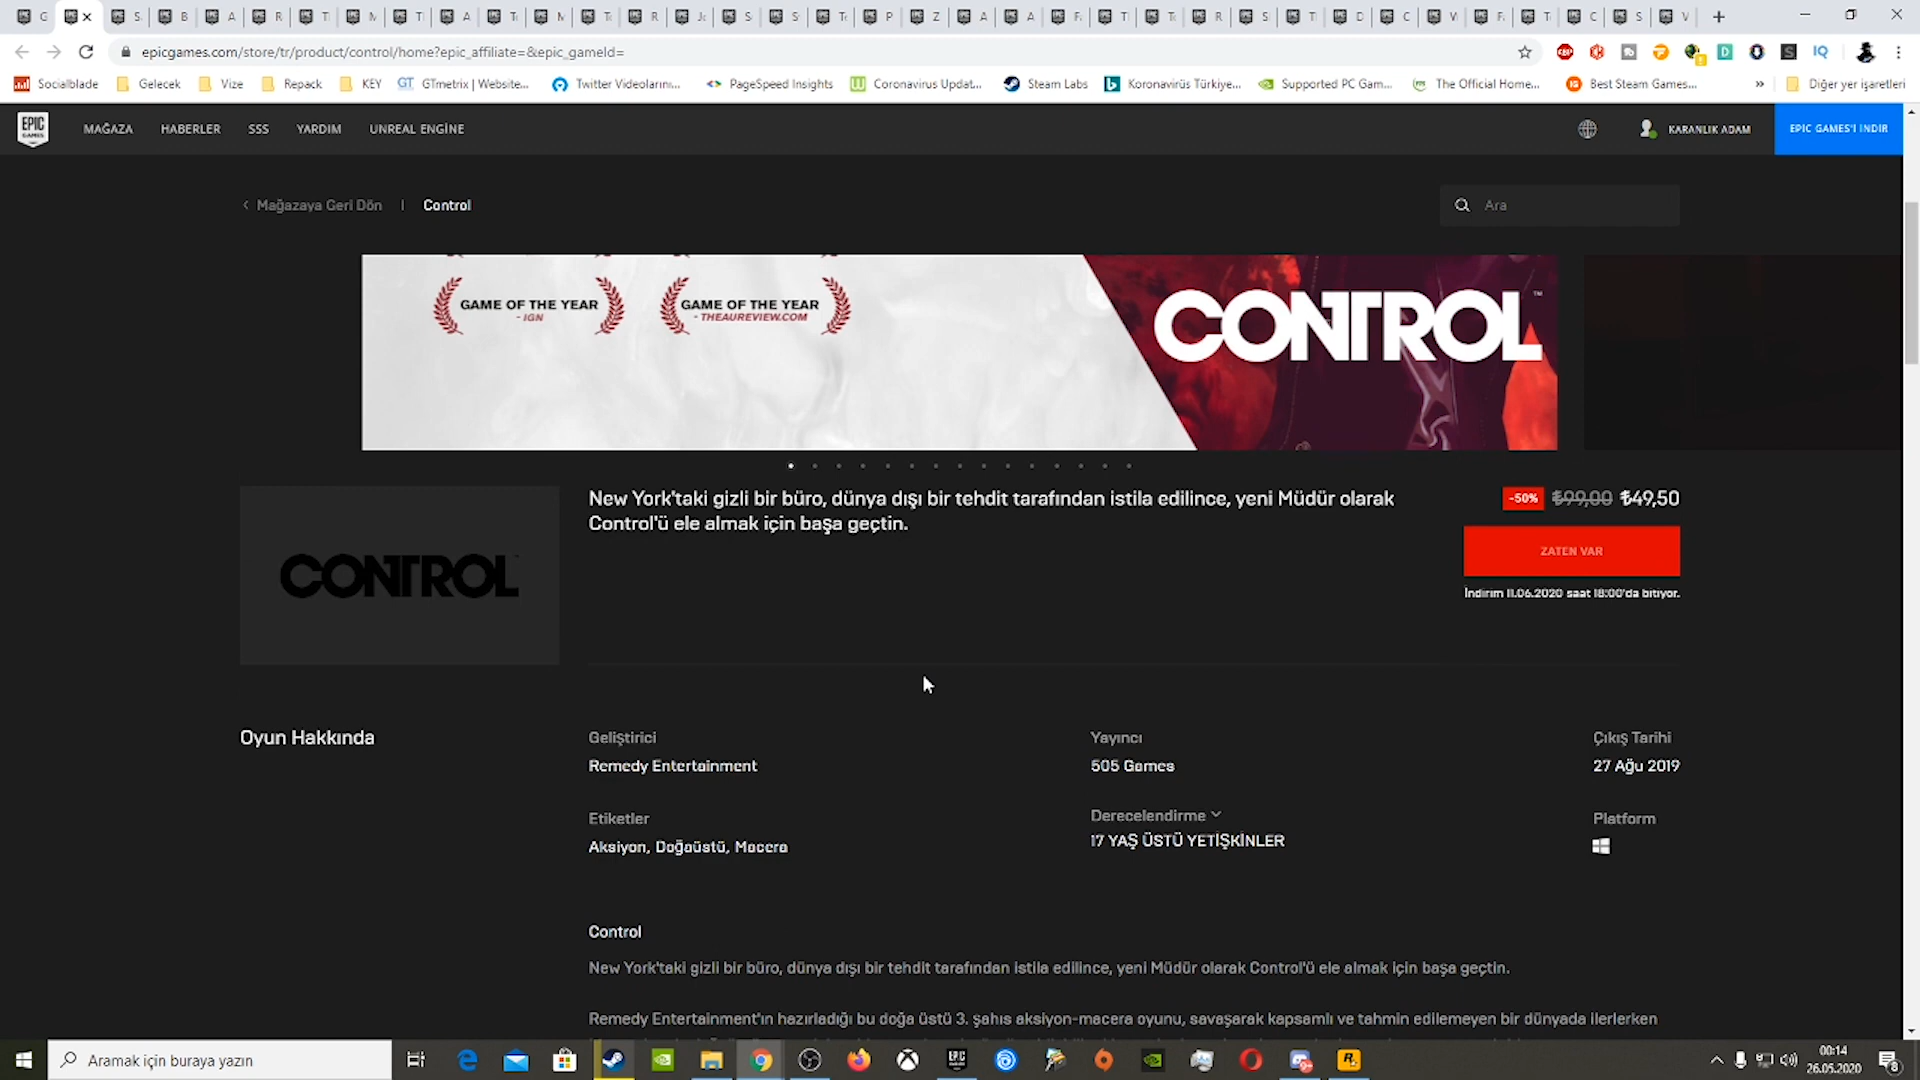 epicgames.com/store/tr/product/control/home?epic_affiliate=&epic_gameId=
Socialblade
Gelecek
Vize
Repack
KEY
GT GTmetrix | Website...
Twitter Videolarını...
PageSpeed Insights
Coronavirus Updat...
Steam Labs
Koronavirüs Türkiye...
Supported PC Gam...
The Official Home...
Best Steam Games...
»
Diğer yer işaretleri
EPIC GAMES
MAĞAZA
HABERLER
SSS
YARDIM
UNREAL ENGİNE
KARANLIK ADAM
EPIC GAMES'I INDIR
Mağazaya Geri Dön
Control
Ara
GAME OF THE YEAR
- IGN
GAME OF THE YEAR
- THEAUREVIEW.COM
CONTROL™
CONTROL
New York'taki gizli bir büro, dünya dışı bir tehdit tarafından istila edilince, yeni Müdür olarak
Control'ü ele almak için başa geçtin.
-50% ₺99,00 ₺49,50
ZATEN VAR
İndirim 11.06.2020 saat 18:00'da bitiyor.
Oyun Hakkında
Geliştirici
Remedy Entertainment
Yayıncı
505 Games
Çıkış Tarihi
27 Ağu 2019
Etiketler
Aksiyon, Doğaüstü, Macera
Derecelendirme
17 YAŞ ÜSTÜ YETİŞKİNLER
Platform
Control
New York'taki gizli bir büro, dünya dışı bir tehdit tarafından istila edilince, yeni Müdür olarak Control'ü ele almak için başa geçtin.
Remedy Entertainment'ın hazırladığı bu doğa üstü 3. şahıs aksiyon-macera oyunu, savaşarak kapsamlı ve tahmin edilemeyen bir dünyada ilerlerken
Aramak için buraya yazın
00:14
26.05.2020
8